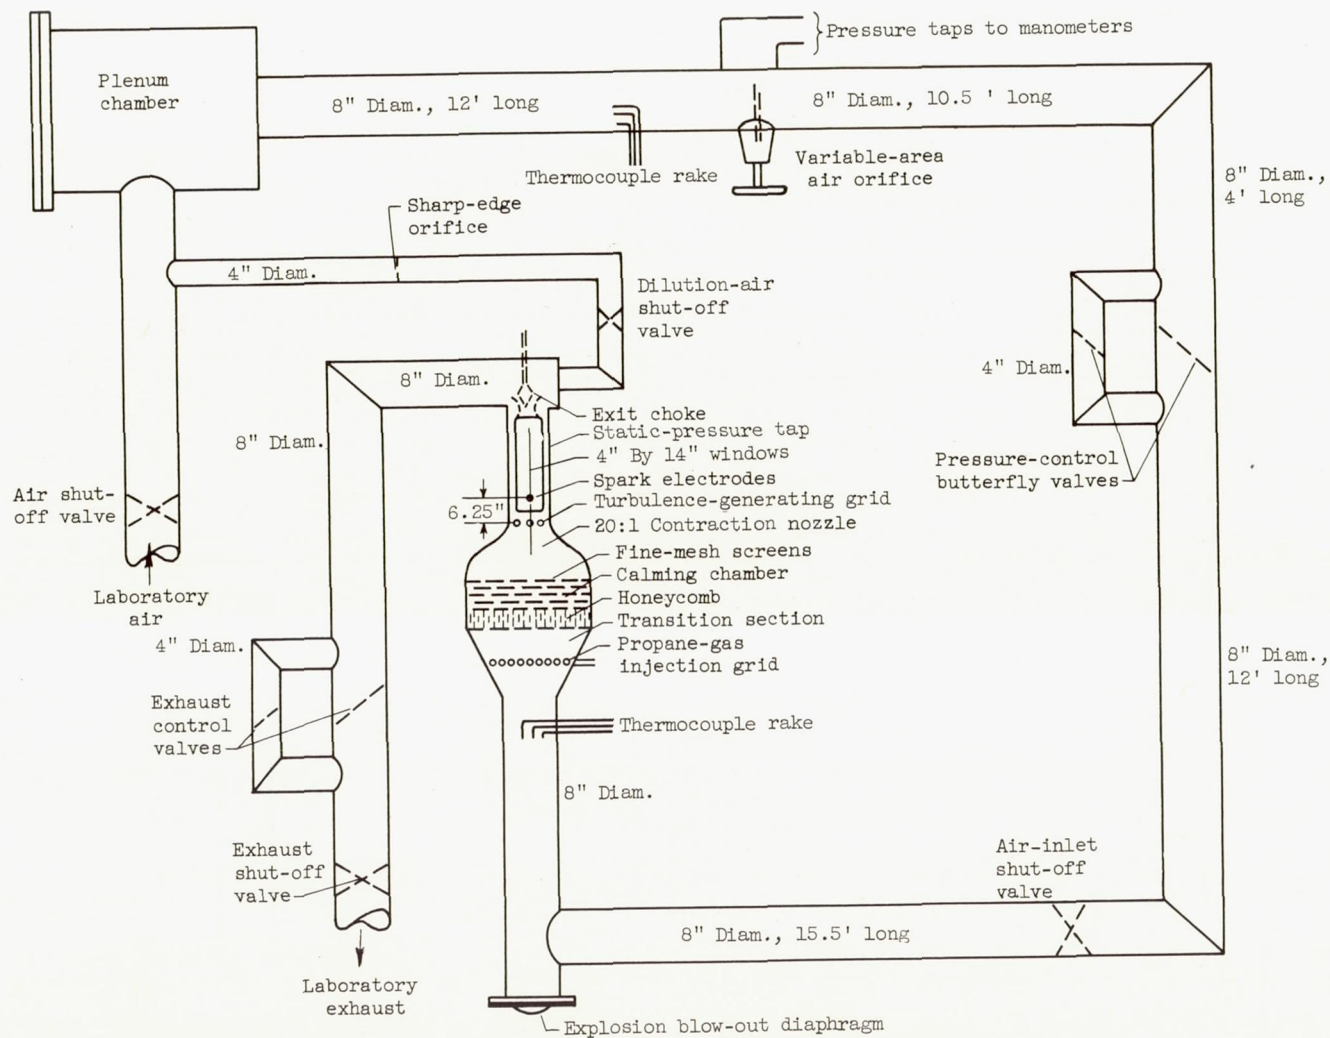 Pressure taps to manometers
Plenum
chamber
8" Diam., 12' long
8" Diam., 10.5 ' long
Thermocouple rake
Variable-area
air orifice
8" Diam.,
4' long
Sharp-edge
orifice
4" Diam.
Dilution-air
shut-off
valve
8" Diam.
4" Diam.
Exit choke
Static-pressure tap
8" Diam.
4" By 14" windows
Pressure-control
butterfly valves
Spark electrodes
Air shut-
off valve
6.25"
Turbulence-generating grid
20:1 Contraction nozzle
Fine-mesh screens
Calming chamber
Laboratory
air
Honeycomb
Transition section
4" Diam.
Propane-gas
injection grid
8" Diam.,
12' long
Exhaust
control
valves
Thermocouple rake
8" Diam.
Exhaust
shut-off
valve
Air-inlet
shut-off
valve
8" Diam., 15.5' long
Laboratory
exhaust
Explosion blow-out diaphragm